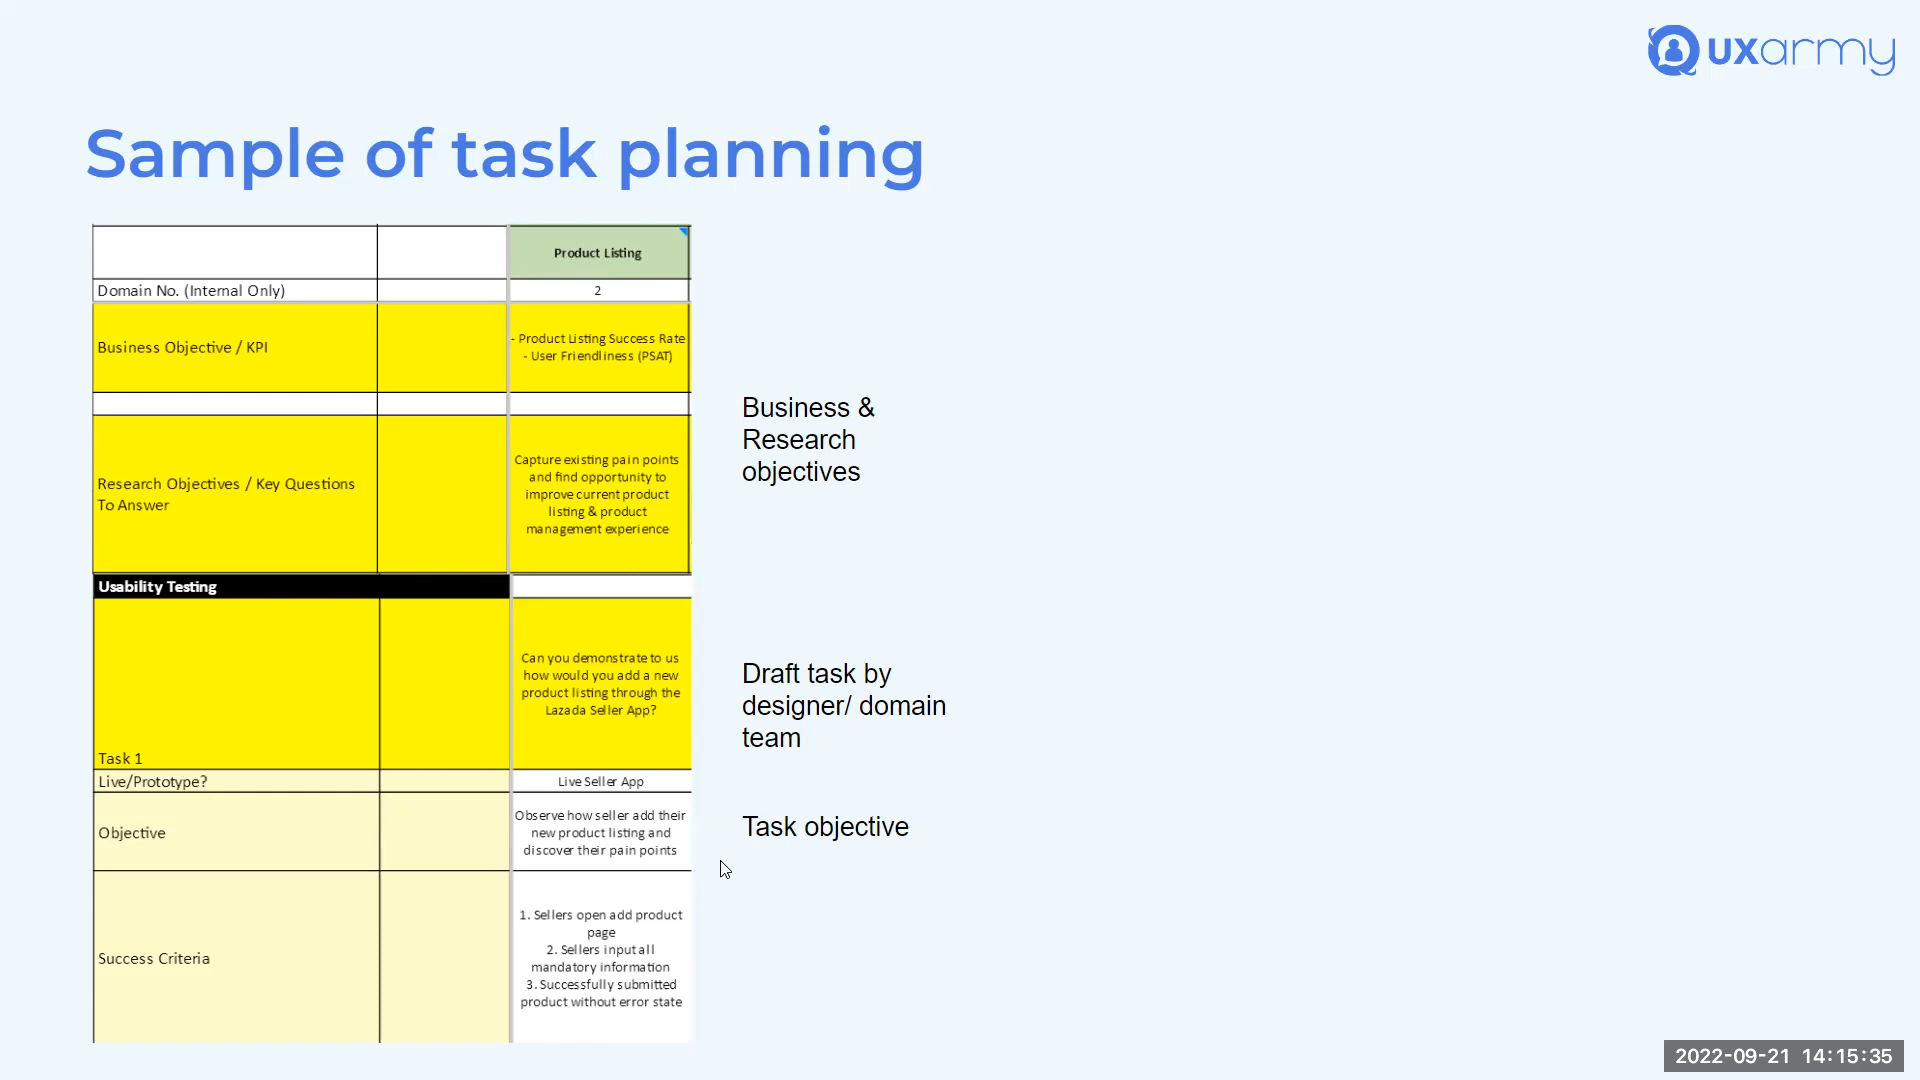 UXarmy
Sample of task planning
Product Listing
Domain No. (Internal Only)
2
Business Objective / KPI
- Product Listing Success Rate
- User Friendliness (PSAT)
Research Objectives / Key Questions
To Answer
Capture existing pain points
and find opportunity to
improve current product
listing & product
management experience
Business &
Research
objectives
Usability Testing
Task 1
Can you demonstrate to us
how would you add a new
product listing through the
Lazada Seller App?
Draft task by
designer/ domain
team
Live/Prototype?
Live Seller App
Objective
Observe how seller add their
new product listing and
discover their pain points
Task objective
Success Criteria
1. Sellers open add product
page
2. Sellers input all
mandatory information
3. Successfully submitted
product without error state
2022-09-21 14:15:35